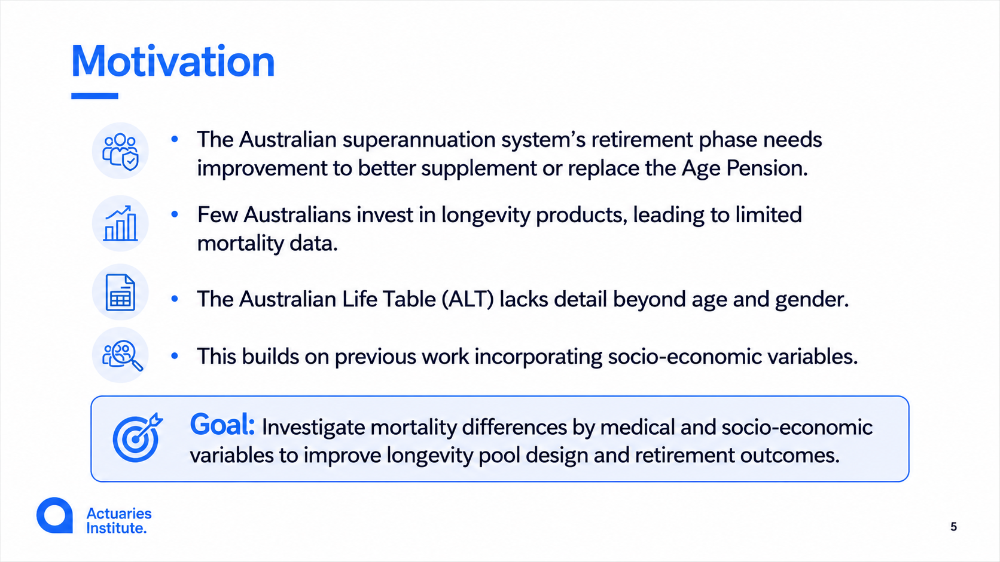 Motivation
• The Australian superannuation system’s retirement phase needs
improvement to better supplement or replace the Age Pension.
• Few Australians invest in longevity products, leading to limited
mortality data.
• The Australian Life Table (ALT) lacks detail beyond age and gender.
• This builds on previous work incorporating socio-economic variables.
Goal: Investigate mortality differences by medical and socio-economic
variables to improve longevity pool design and retirement outcomes.
Actuaries
Institute.
5